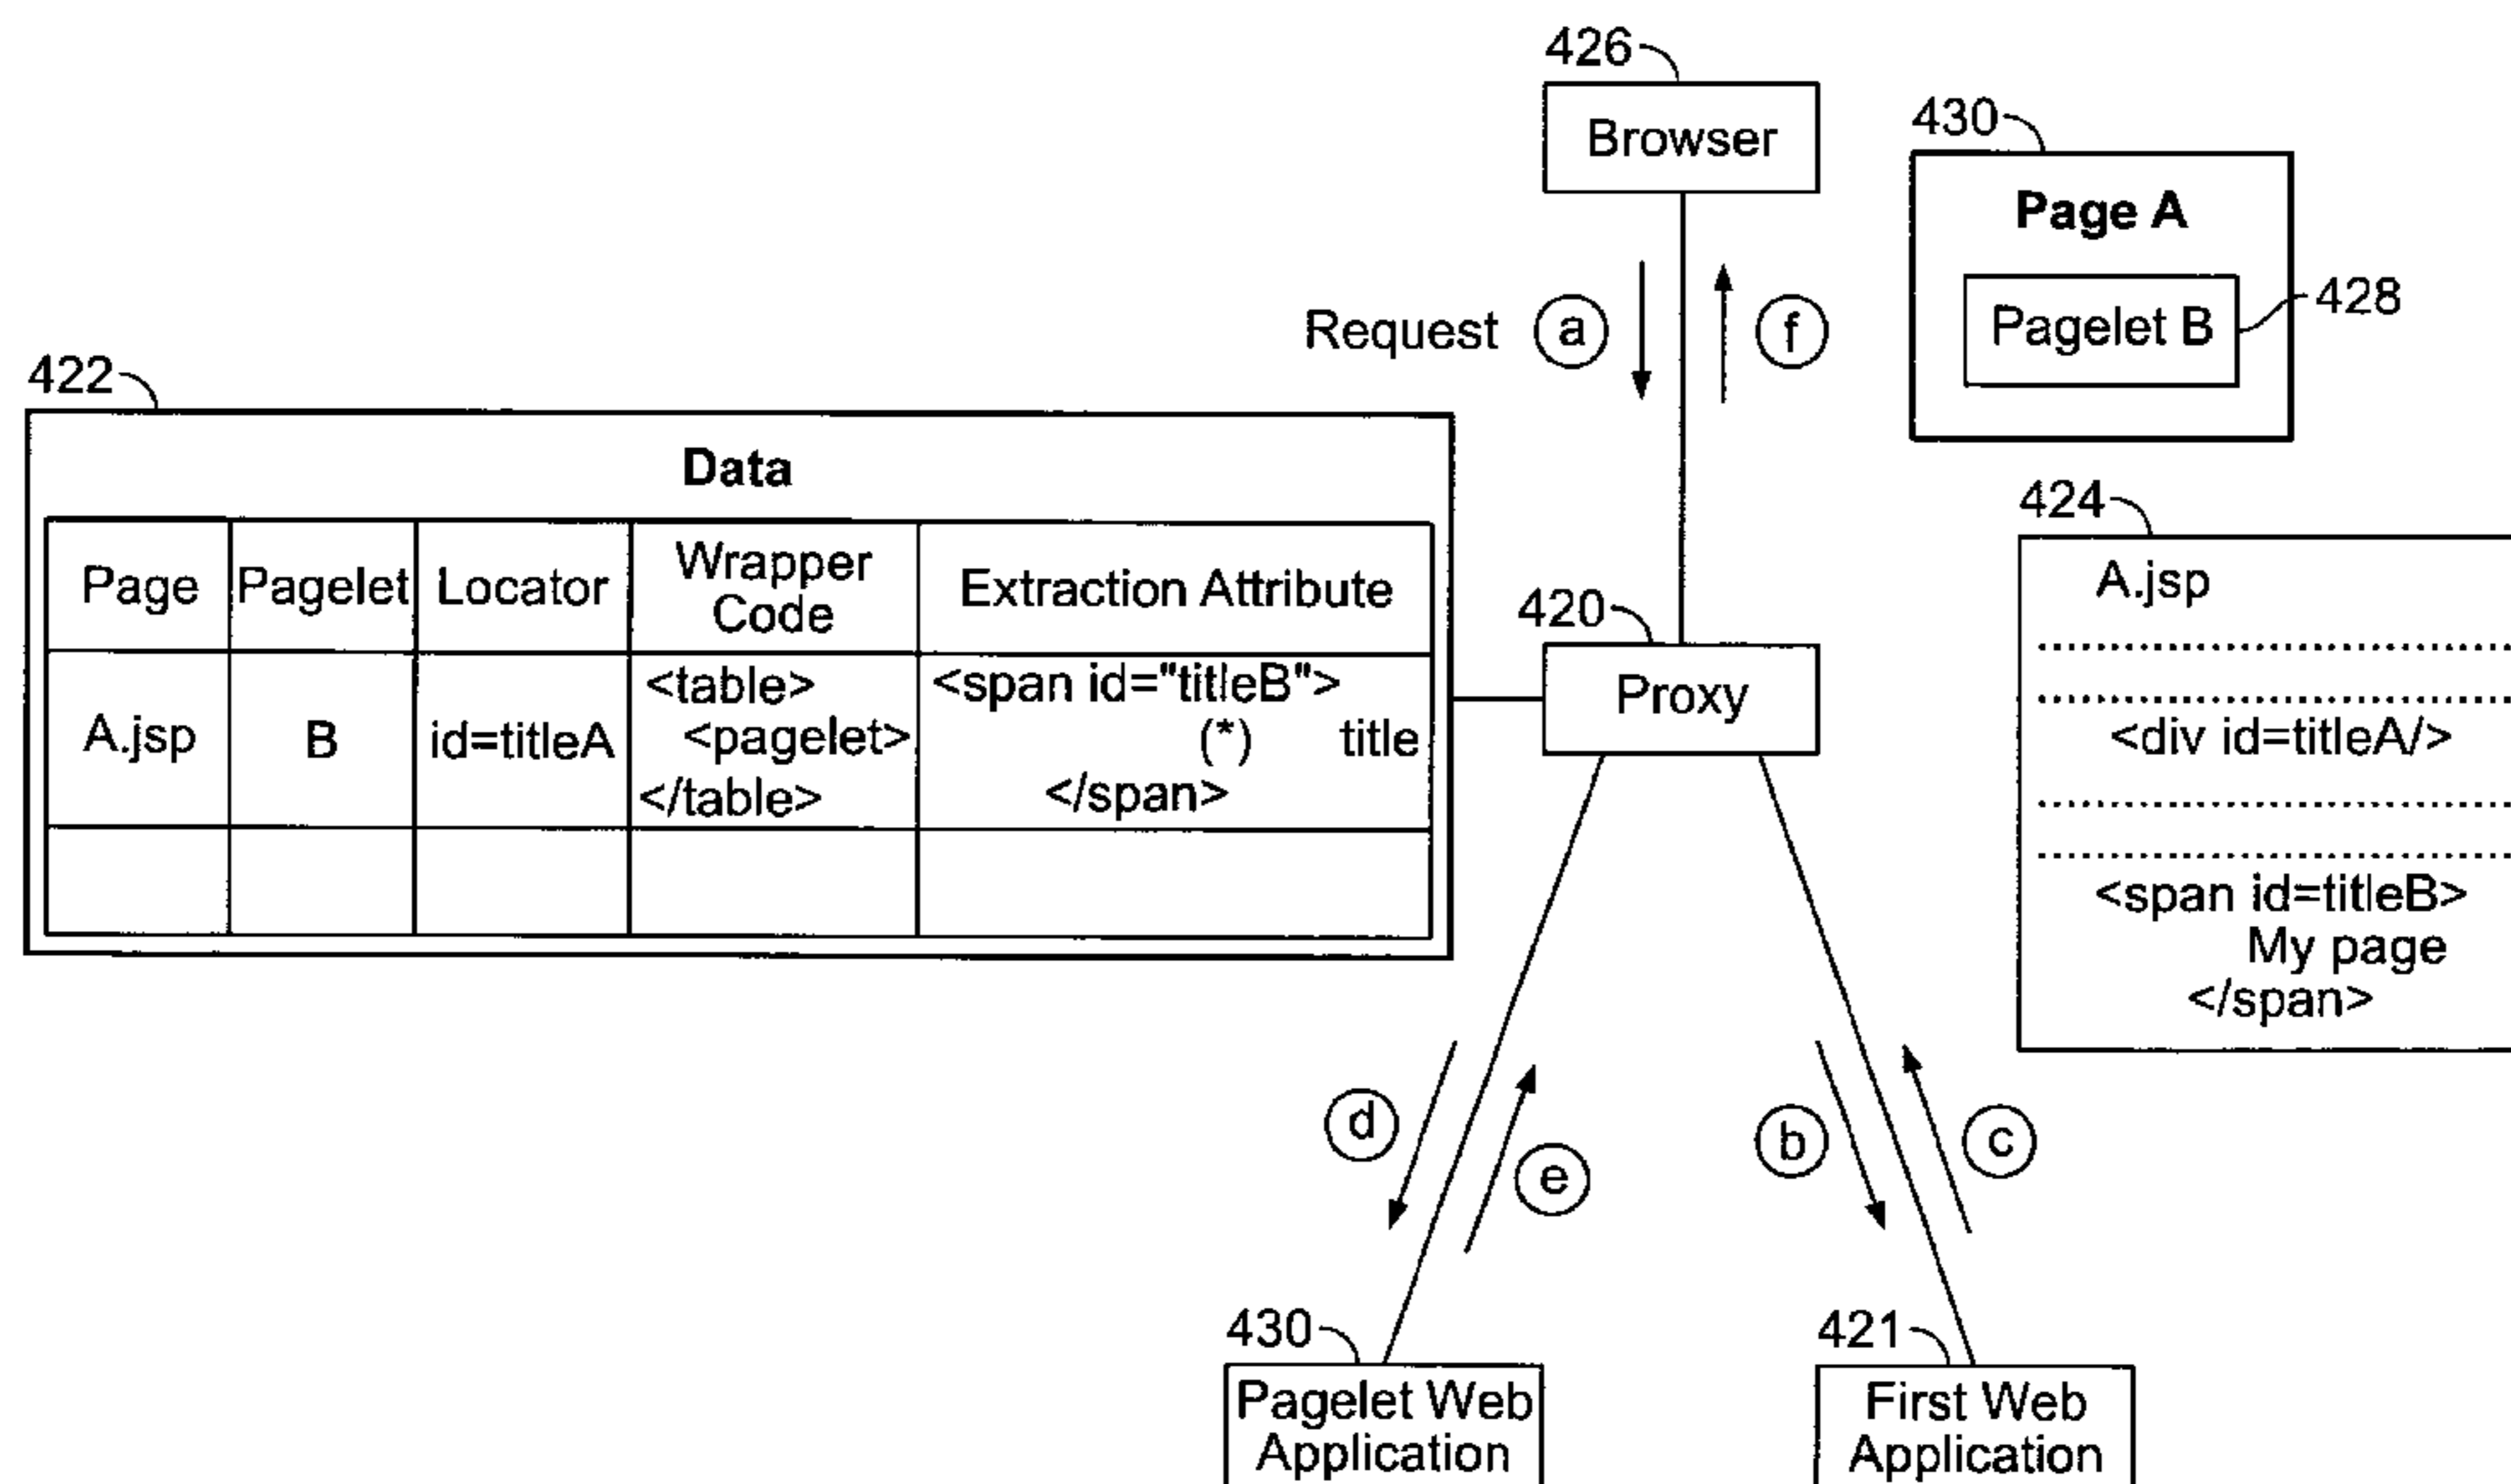 426
Browser
430
Page A
Pagelet B
428
Request
a
f
422
Data
Page
Pagelet
Locator
Wrapper
Code
Extraction Attribute
A.jsp
B
id=titleA
<table>
<pagelet>
</table>
<span id="titleB">
(*) title
</span>
420
Proxy
424
A.jsp
<div id=titleA/>
<span id=titleB>
My page
</span>
d
e
b
c
430
Pagelet Web
Application
421
First Web
Application